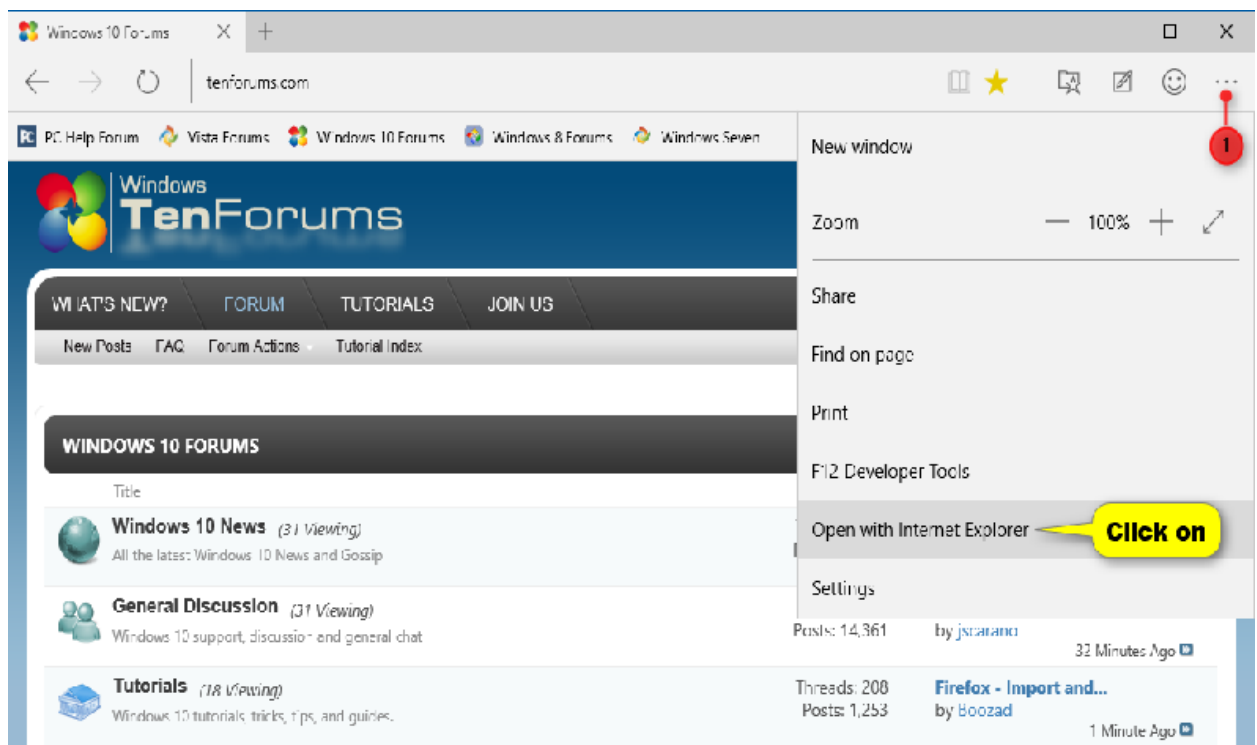 Windows 10 Forums
tenforums.com
PC Help Forum Vista Forums Windows 10 Forums Windows 8 Forums Windows Seven
1
New window
Windows
TenForums
Zoom 100%
Share
WHAT'S NEW? FORUM TUTORIALS JOIN US
New Posts FAQ Forum Actions Tutorial Index
Find on page
Print
WINDOWS 10 FORUMS
F12 Developer Tools
Title
Windows 10 News (31 Viewing)
All the latest Windows 10 News and Gossip
Open with Internet Explorer Click on
Settings
General Discussion (31 Viewing)
Windows 10 support, discussion and general chat
Posts: 14,361 by jscarano
32 Minutes Ago
Tutorials (18 Viewing) Threads: 208 Firefox - Import and...
Windows 10 tutorials, tricks, tips, and guides. Posts: 1,253 by Boozad
1 Minute Ago